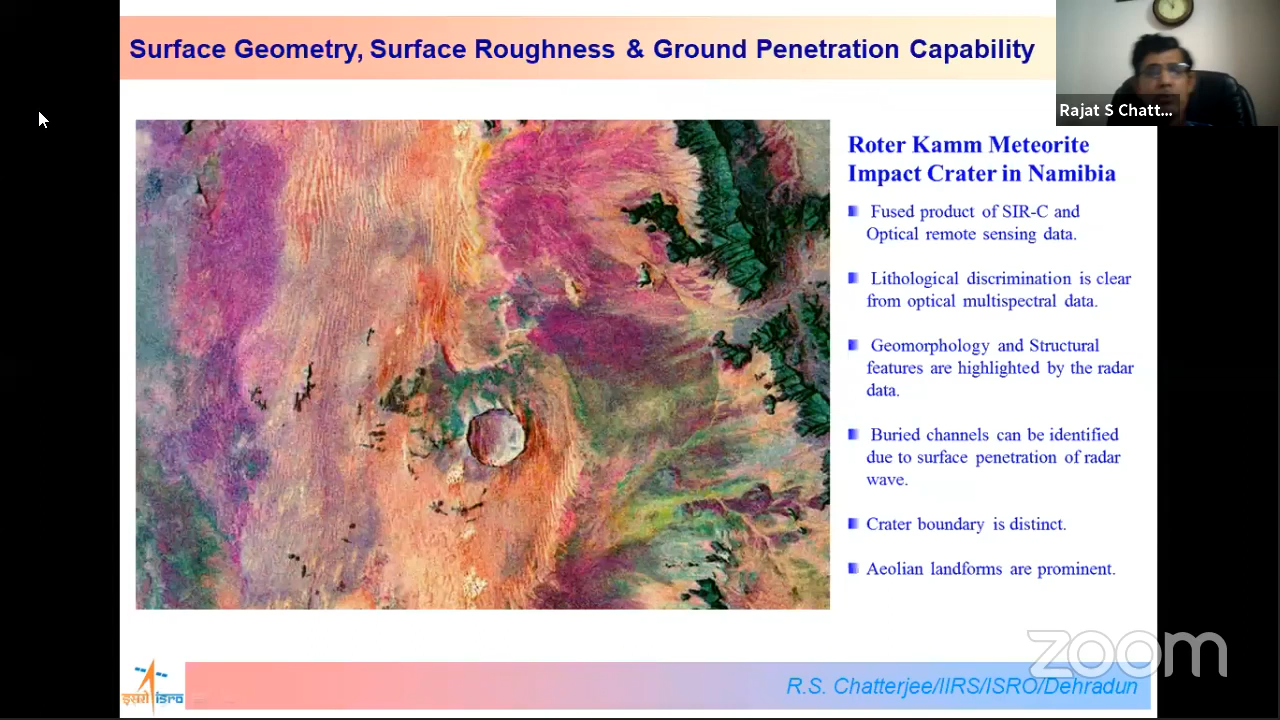 Surface Geometry, Surface Roughness & Ground Penetration Capability
Rajat S Chatt...
Roter Kamm Meteorite
Impact Crater in Namibia
Fused product of SIR-C and
Optical remote sensing data.
Lithological discrimination is clear
from optical multispectral data.
Geomorphology and Structural
features are highlighted by the radar
data.
Buried channels can be identified
due to surface penetration of radar
wave.
Crater boundary is distinct.
Aeolian landforms are prominent.
zoom
इसरो isro
R.S. Chatterjee/IIRS/ISRO/Dehradun